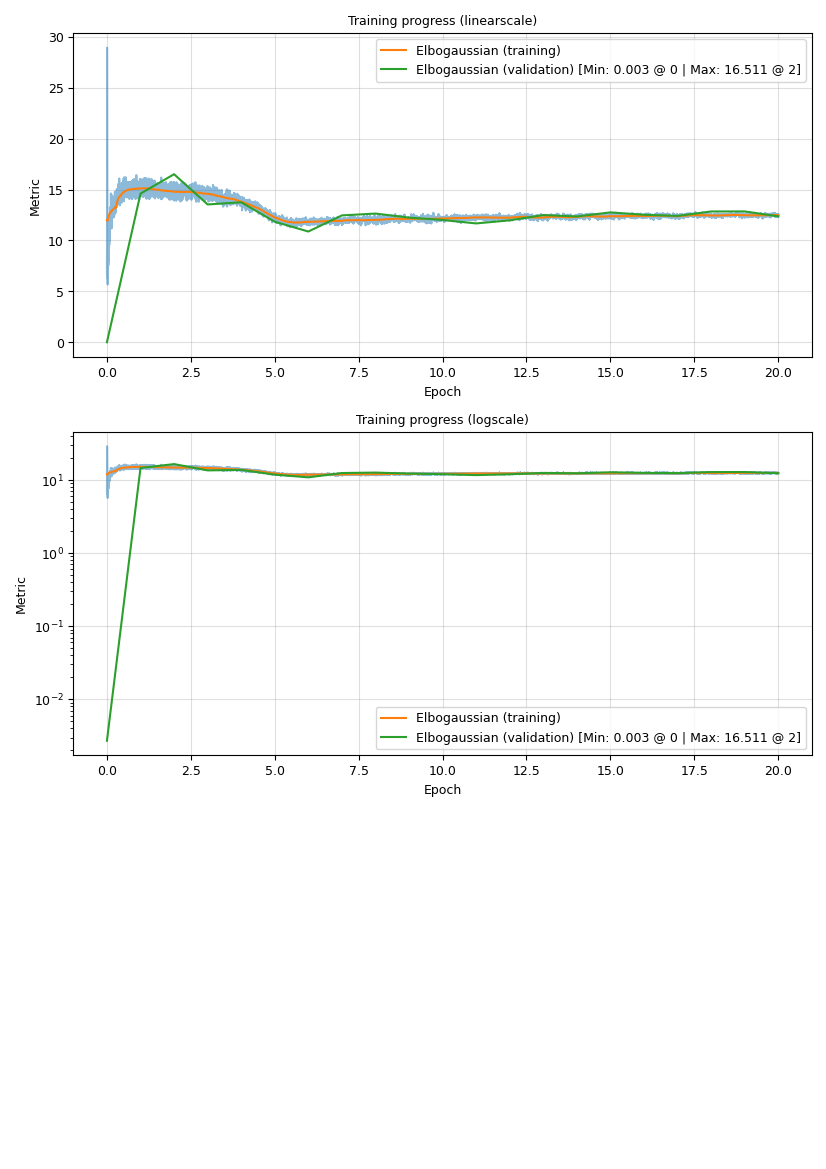 Training progress (linearscale)
30
25
20
15
10
5
0
Metric
Elbogaussian (training)
Elbogaussian (validation) [Min: 0.003 @ 0 | Max: 16.511 @ 2]
0.0 2.5 5.0 7.5 10.0 12.5 15.0 17.5 20.0
Epoch
Training progress (logscale)
10^1
10^0
10^-1
10^-2
Metric
Elbogaussian (training)
Elbogaussian (validation) [Min: 0.003 @ 0 | Max: 16.511 @ 2]
0.0 2.5 5.0 7.5 10.0 12.5 15.0 17.5 20.0
Epoch